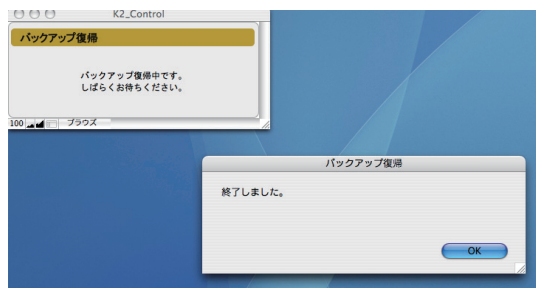 K2_Control
バックアップ復帰
バックアップ復帰中です。
しばらくお待ちください。
100 ブラウズ
バックアップ復帰
終了しました。
OK